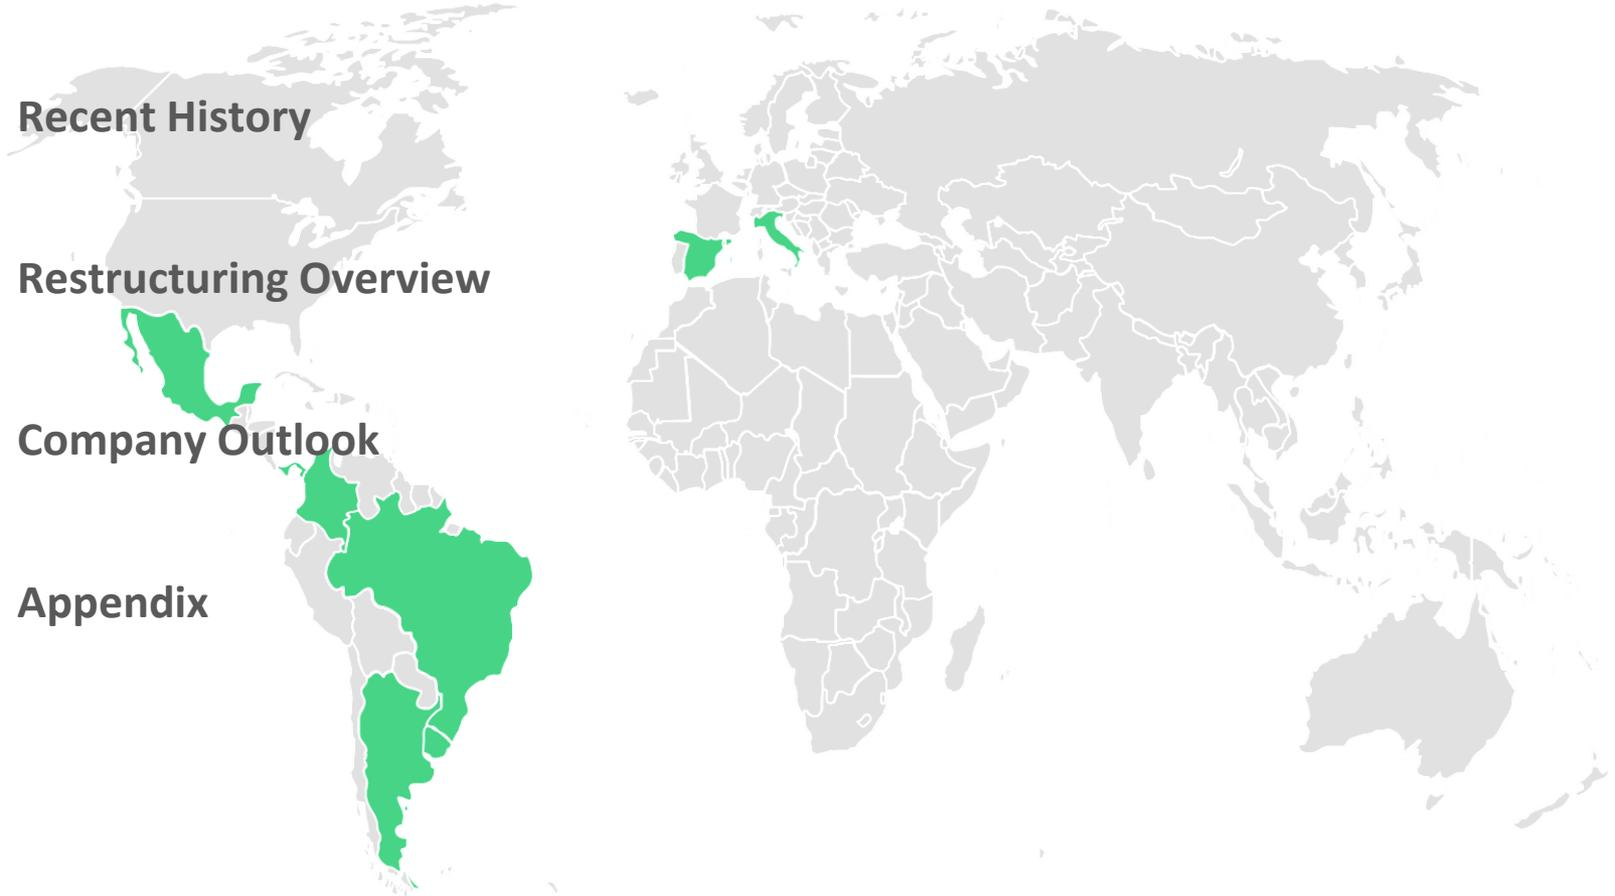 Recent History
Restructuring Overview
Company Outlook
Appendix